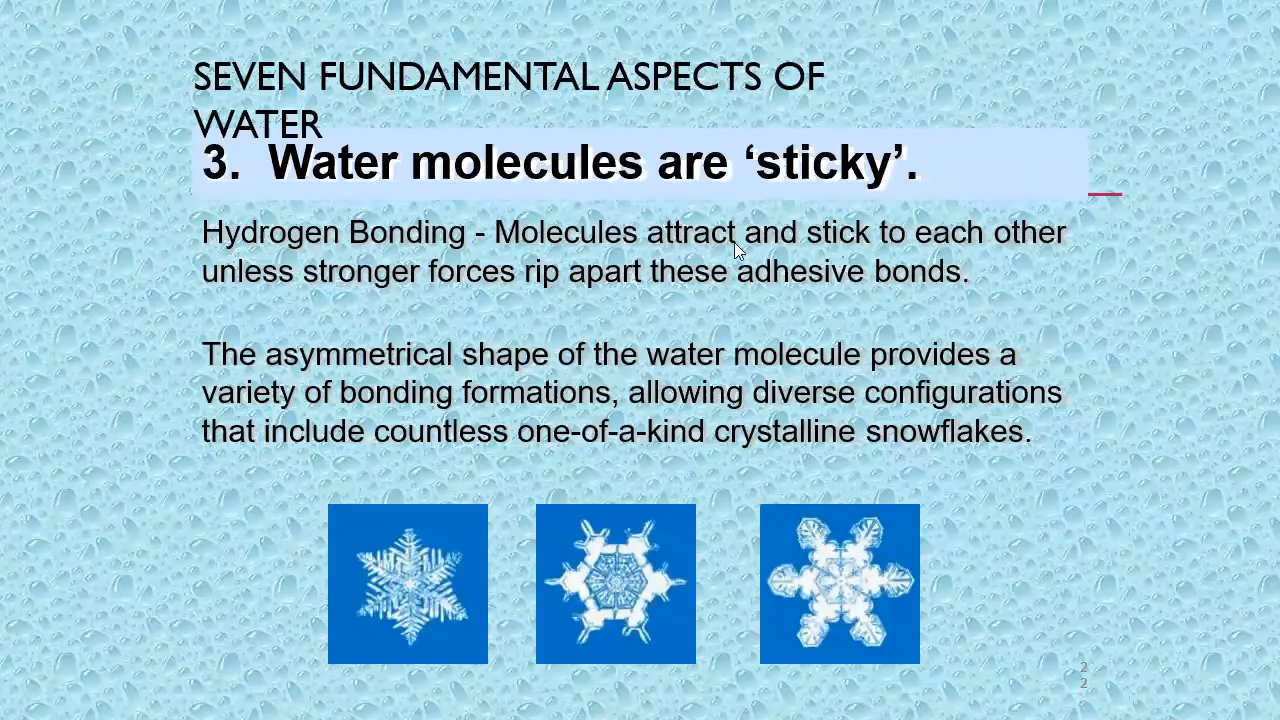 SEVEN FUNDAMENTAL ASPECTS OF
WATER
3. Water molecules are ‘sticky’.
Hydrogen Bonding - Molecules attract and stick to each other
unless stronger forces rip apart these adhesive bonds.
The asymmetrical shape of the water molecule provides a
variety of bonding formations, allowing diverse configurations
that include countless one-of-a-kind crystalline snowflakes.
2
2